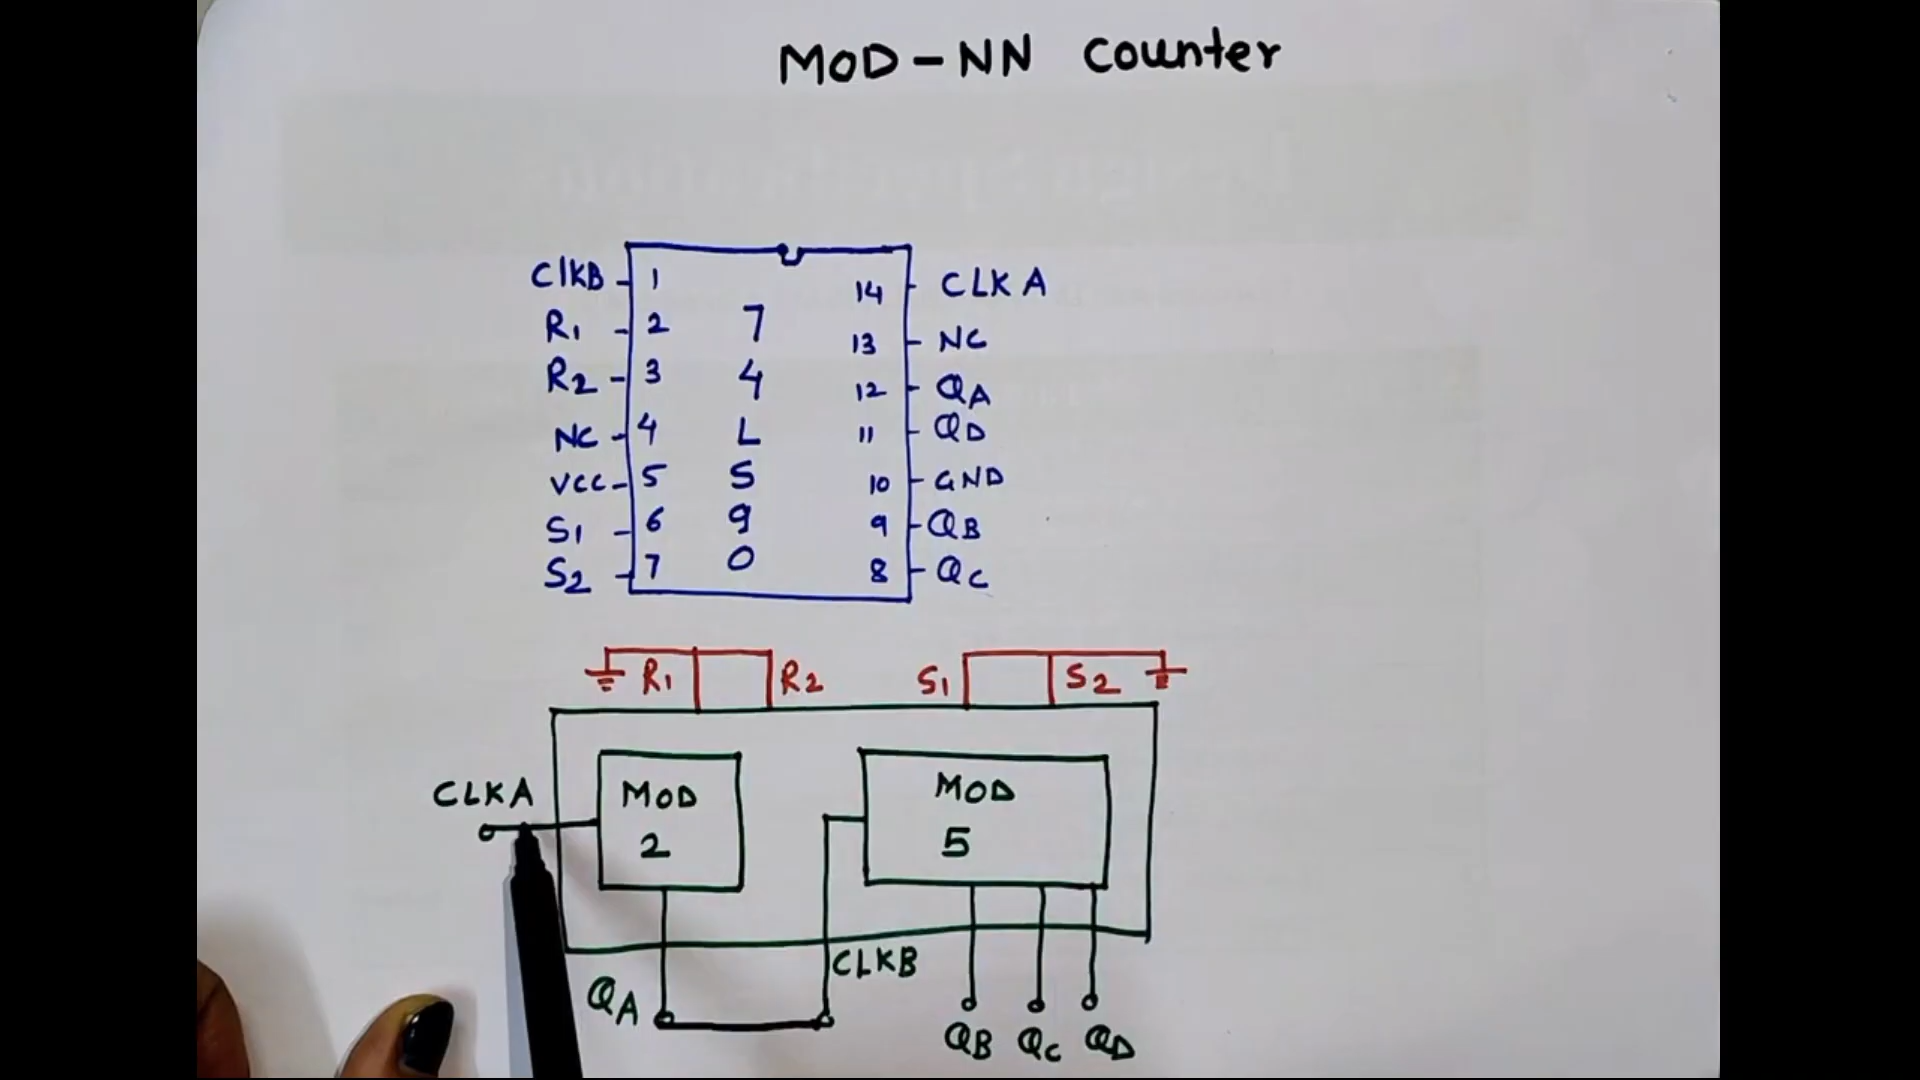 MOD-NN Counter
ClKB 1 14 CLKA
R1 2 7 13 NC
R2 3 4 12 QA
NC 4 L 11 QD
VCC 5 S 10 GND
S1 6 9 9 QB
S2 7 0 8 QC
R1 R2 S1 S2
CLKA
MOD
2
MOD
5
CLKB
QA
QB QC QD